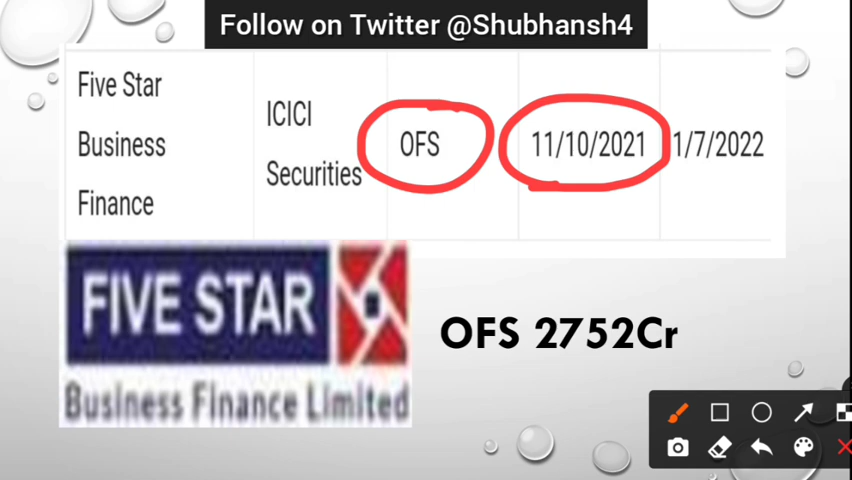 Follow on Twitter @Shubhansh4
Five Star
Business
Finance
ICICI
Securities
OFS
11/10/2021
1/7/2022
FIVE STAR
Business Finance Limited
OFS 2752Cr